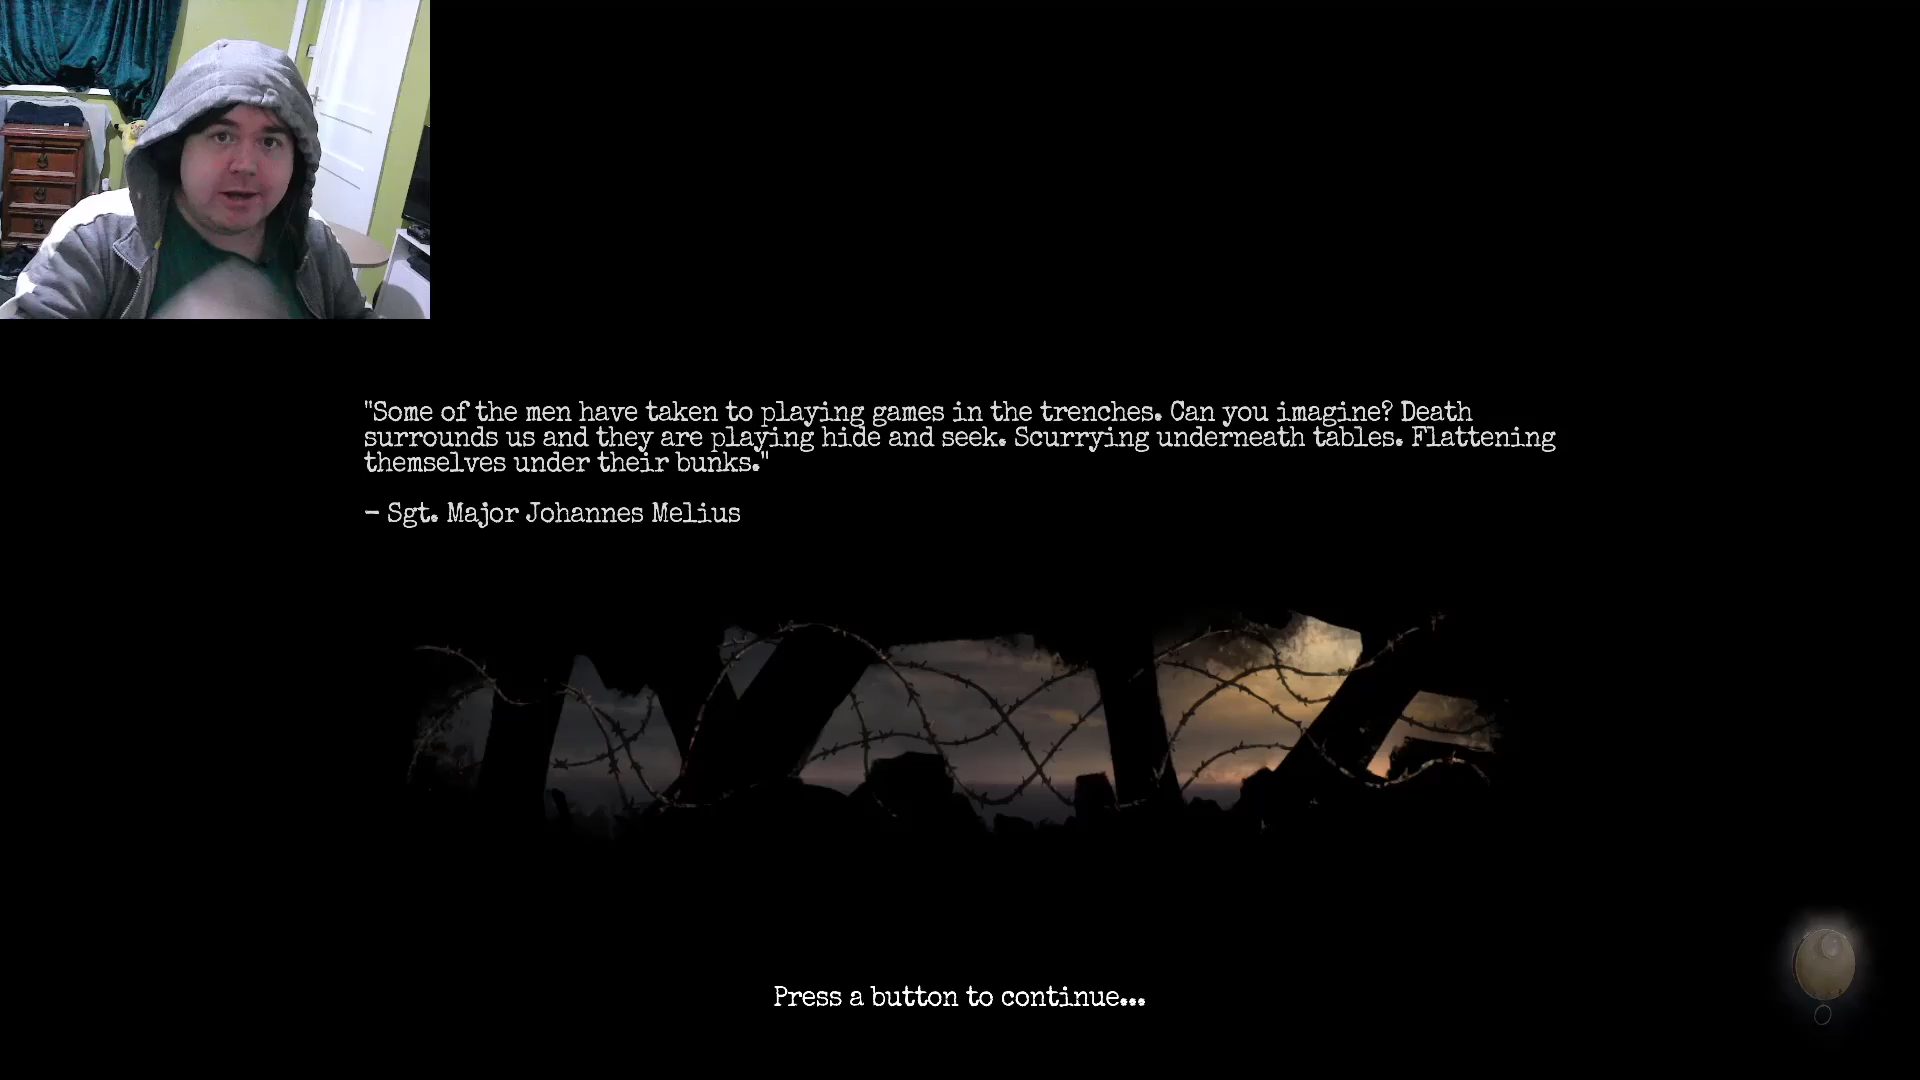 "Some of the men have taken to playing games in the trenches. Can you imagine? Death
surrounds us and they are playing hide and seek. Scurrying underneath tables. Flattening
themselves under their bunks."
- Sgt. Major Johannes Melius
Press a button to continue...